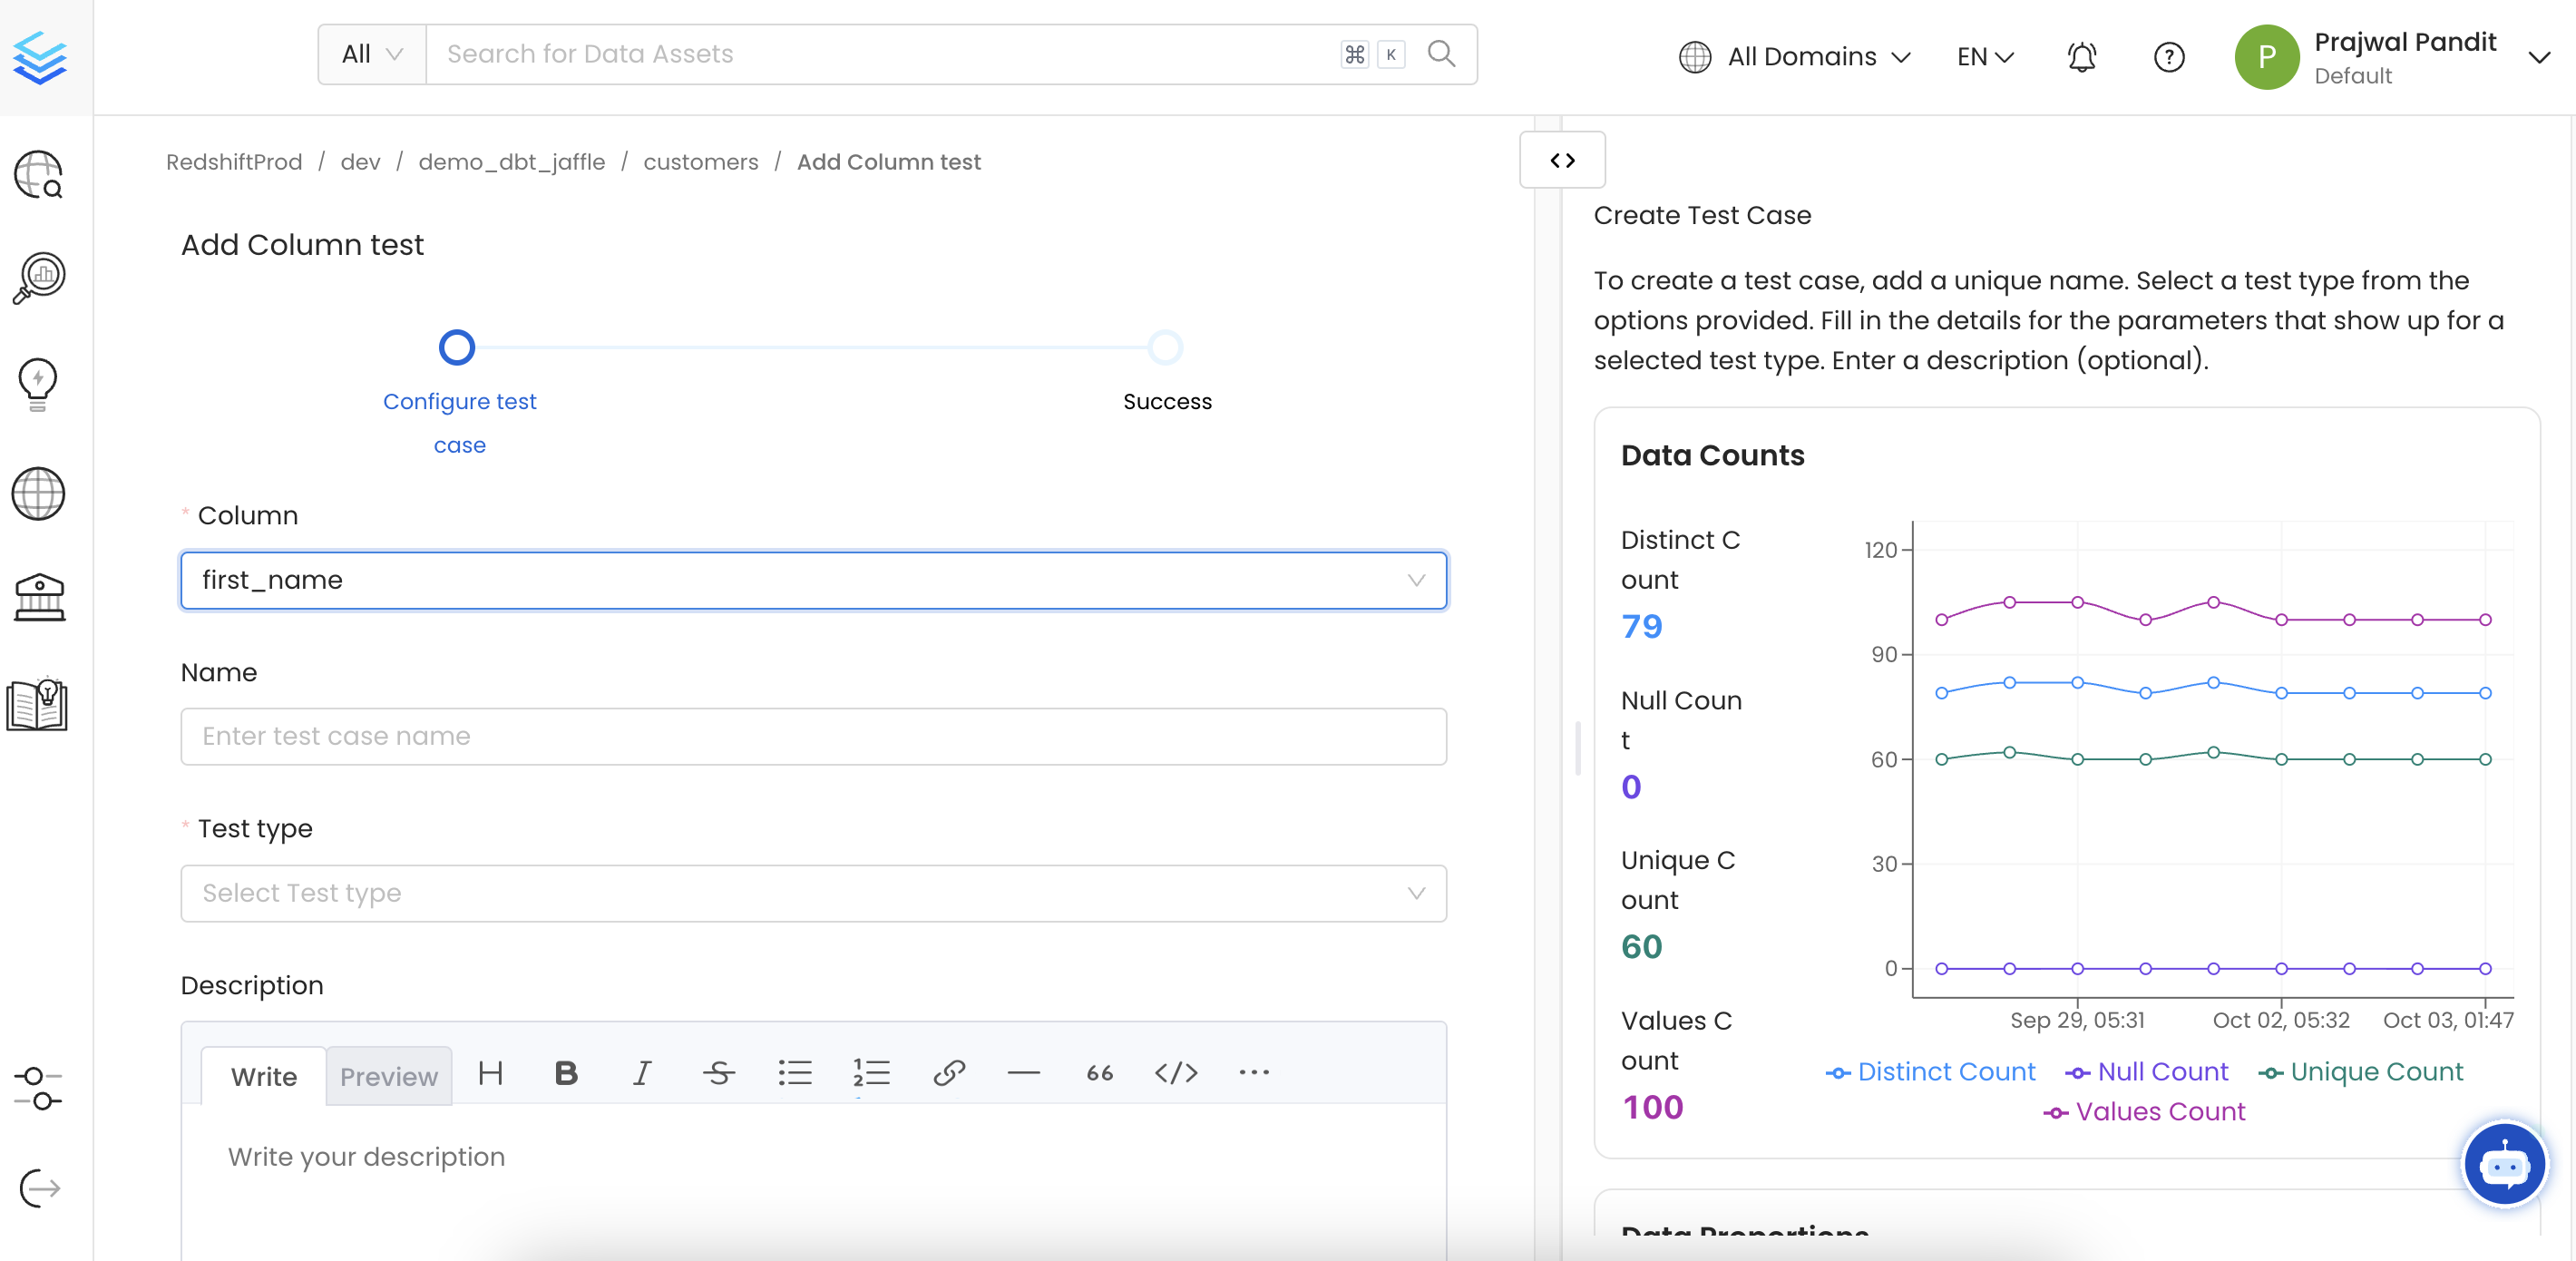 All
Search for Data Assets
⌘ K
All Domains
EN
?
P
Prajwal Pandit
Default
RedshiftProd / dev / demo_dbt_jaffle / customers / Add Column test
Add Column test
Configure test
case
Success
* Column
first_name
Name
Enter test case name
* Test type
Select Test type
Description
Write
Preview
H B I S
Write your description
Create Test Case
To create a test case, add a unique name. Select a test type from the
options provided. Fill in the details for the parameters that show up for a
selected test type. Enter a description (optional).
Data Counts
Distinct C
ount
79
Null Coun
t
0
Unique C
ount
60
Values C
ount
100
120
90
60
30
0
Sep 29, 05:31
Oct 02, 05:32
Oct 03, 01:47
Distinct Count
Null Count
Unique Count
Values Count
Data Proportions